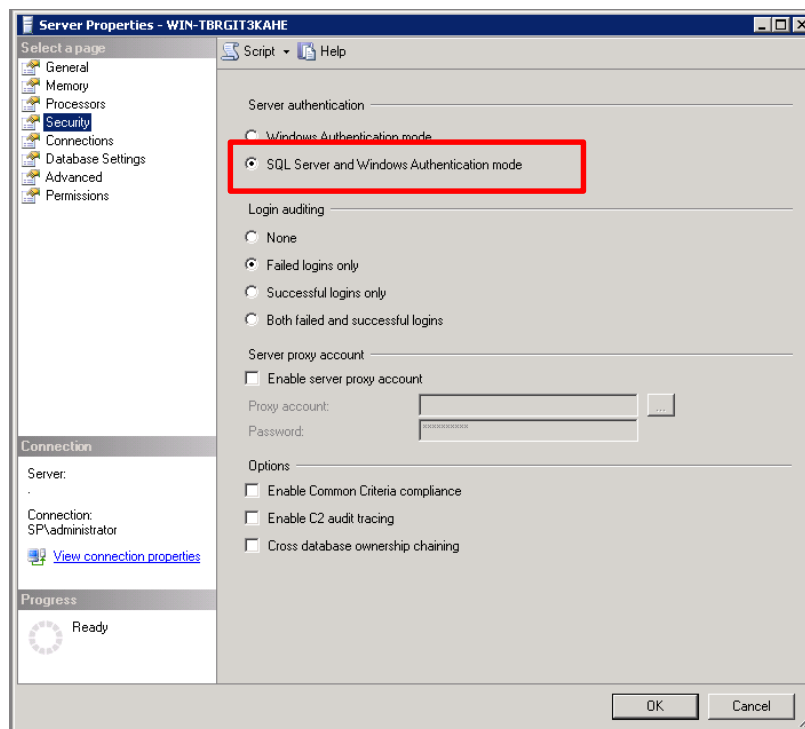 Server Properties - WIN-TBRGIT3KAHE
Select a page
General
Memory
Processors
Security
Connections
Database Settings
Advanced
Permissions
Script Help
Server authentication
Windows Authentication mode
SQL Server and Windows Authentication mode
Login auditing
None
Failed logins only
Successful logins only
Both failed and successful logins
Server proxy account
Enable server proxy account
Proxy account:
...
Password:
**********
Options
Enable Common Criteria compliance
Enable C2 audit tracing
Cross database ownership chaining
Connection
Server:
.
Connection:
SP\administrator
View connection properties
Progress
Ready
OK Cancel